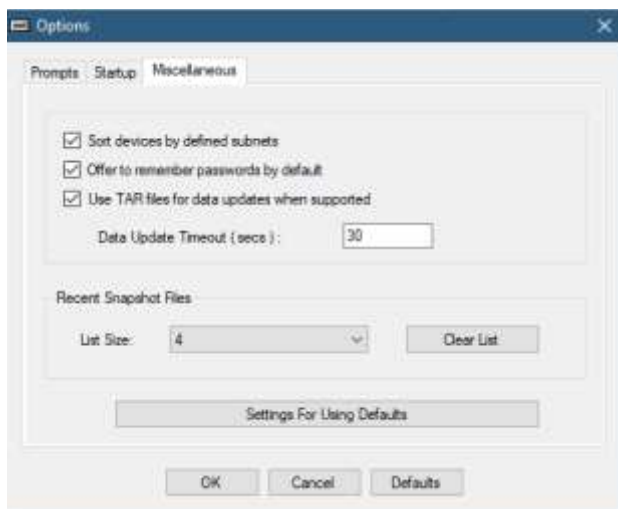 Options
Prompts Startup Miscellaneous
Sort devices by defined subnets
Offer to remember passwords by default
Use TAR files for data updates when supported
Data Update Timeout ( secs ) : 30
Recent Snapshot Files
List Size: 4 Clear List
Settings For Using Defaults
OK Cancel Defaults